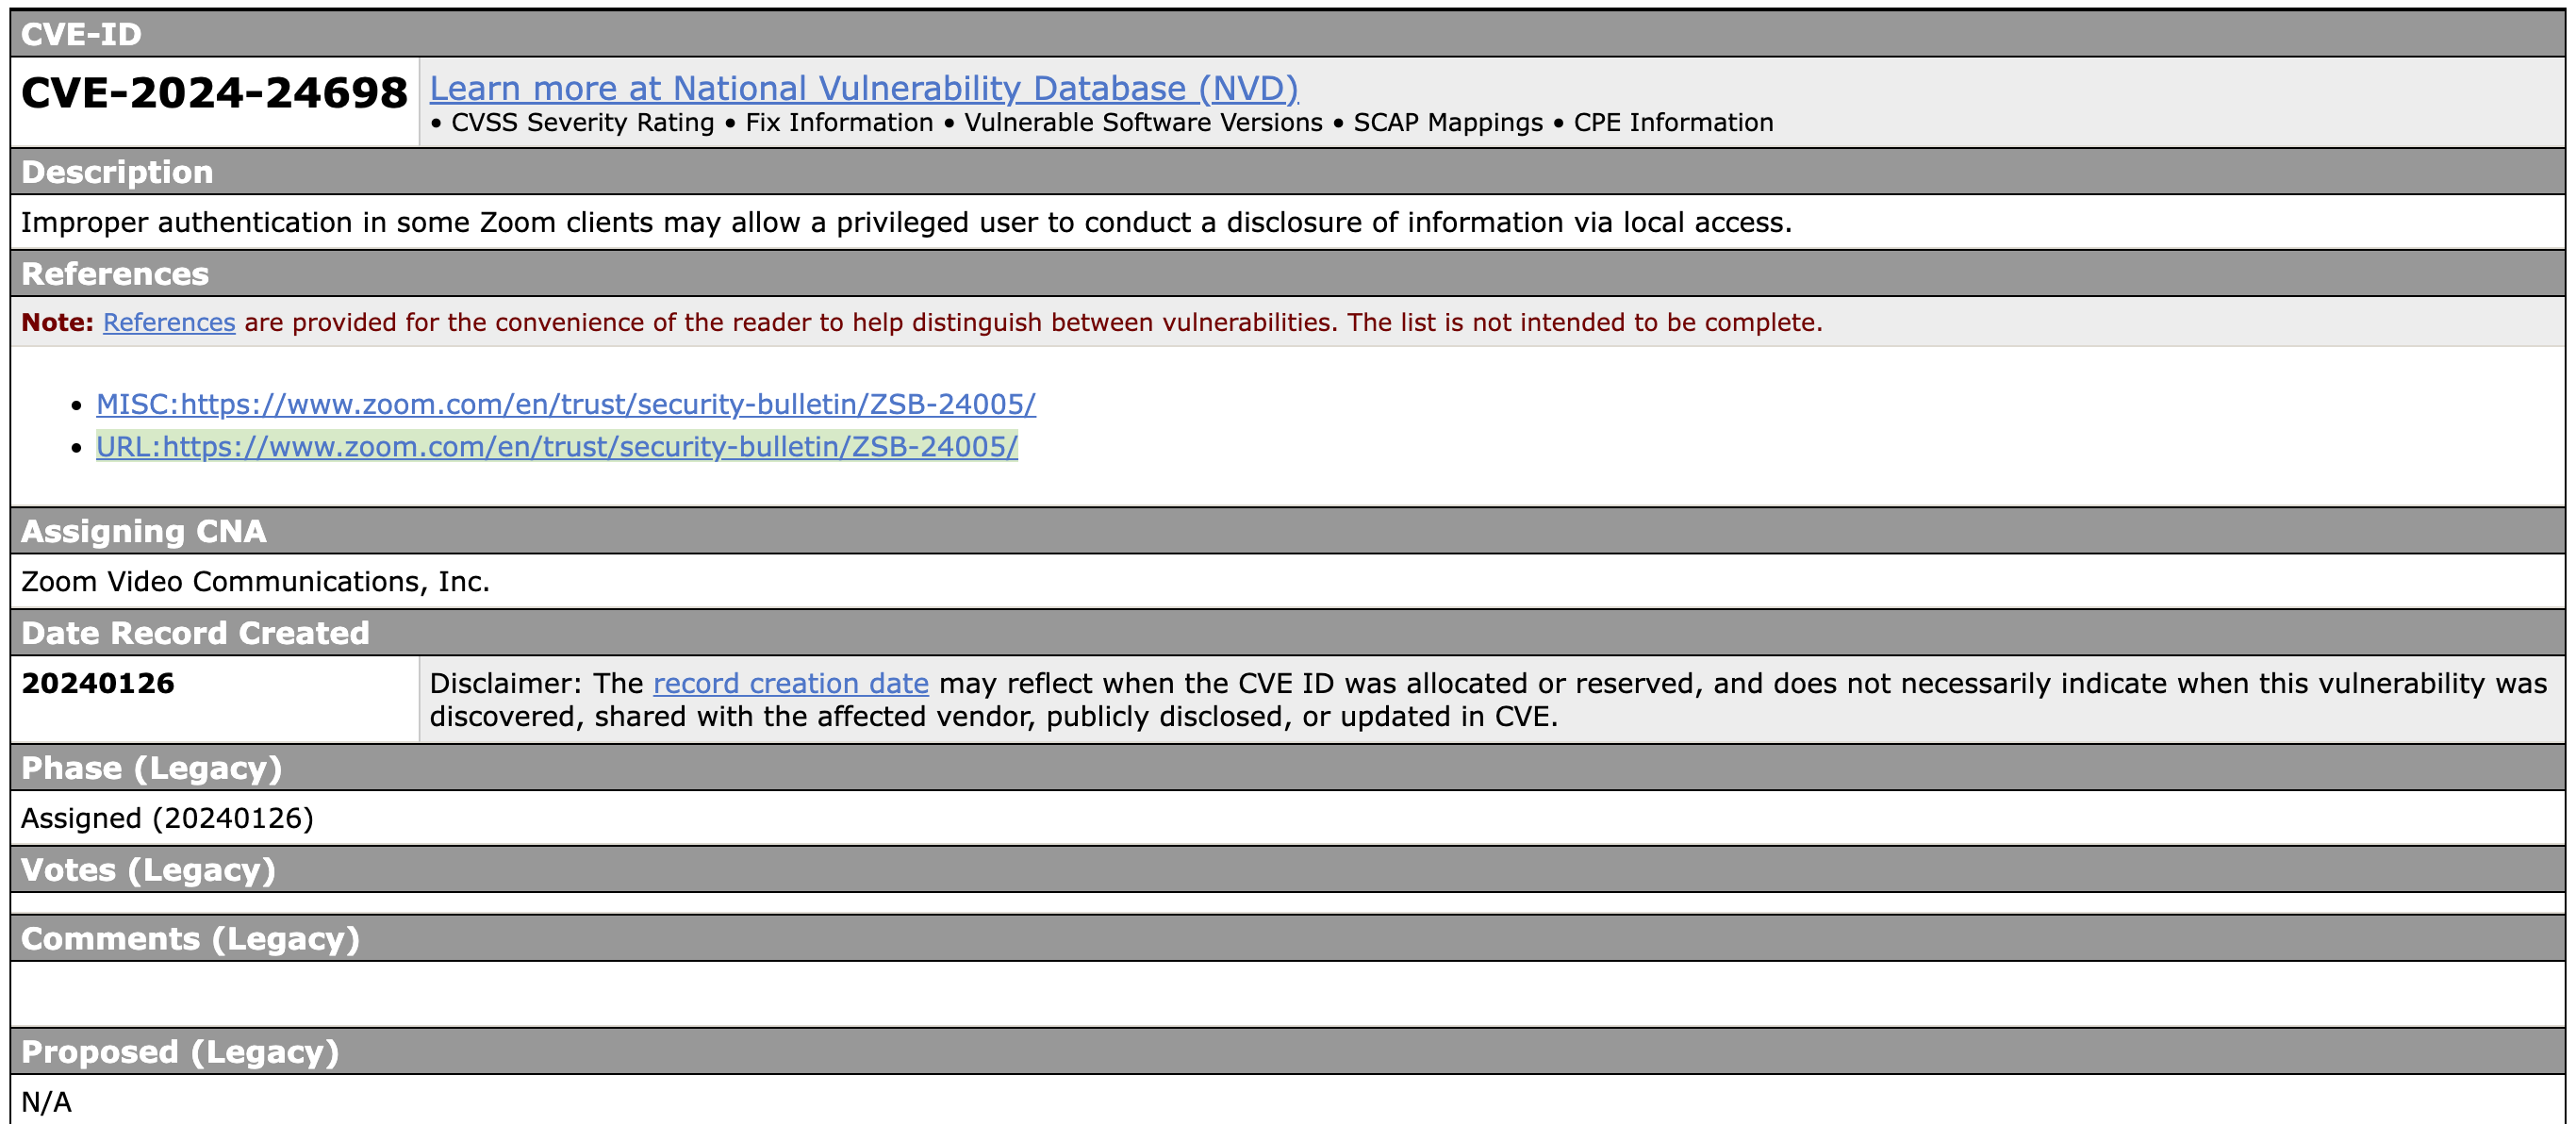 CVE-ID
CVE-2024-24698
Learn more at National Vulnerability Database (NVD)
• CVSS Severity Rating • Fix Information • Vulnerable Software Versions • SCAP Mappings • CPE Information
Description
Improper authentication in some Zoom clients may allow a privileged user to conduct a disclosure of information via local access.
References
Note: References are provided for the convenience of the reader to help distinguish between vulnerabilities. The list is not intended to be complete.
• MISC:https://www.zoom.com/en/trust/security-bulletin/ZSB-24005/
• URL:https://www.zoom.com/en/trust/security-bulletin/ZSB-24005/
Assigning CNA
Zoom Video Communications, Inc.
Date Record Created
20240126
Disclaimer: The record creation date may reflect when the CVE ID was allocated or reserved, and does not necessarily indicate when this vulnerability was
discovered, shared with the affected vendor, publicly disclosed, or updated in CVE.
Phase (Legacy)
Assigned (20240126)
Votes (Legacy)
Comments (Legacy)
Proposed (Legacy)
N/A